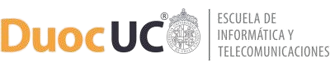 DuocUC®
ESCUELA DE
INFORMÁTICA Y
TELECOMUNICACIONES